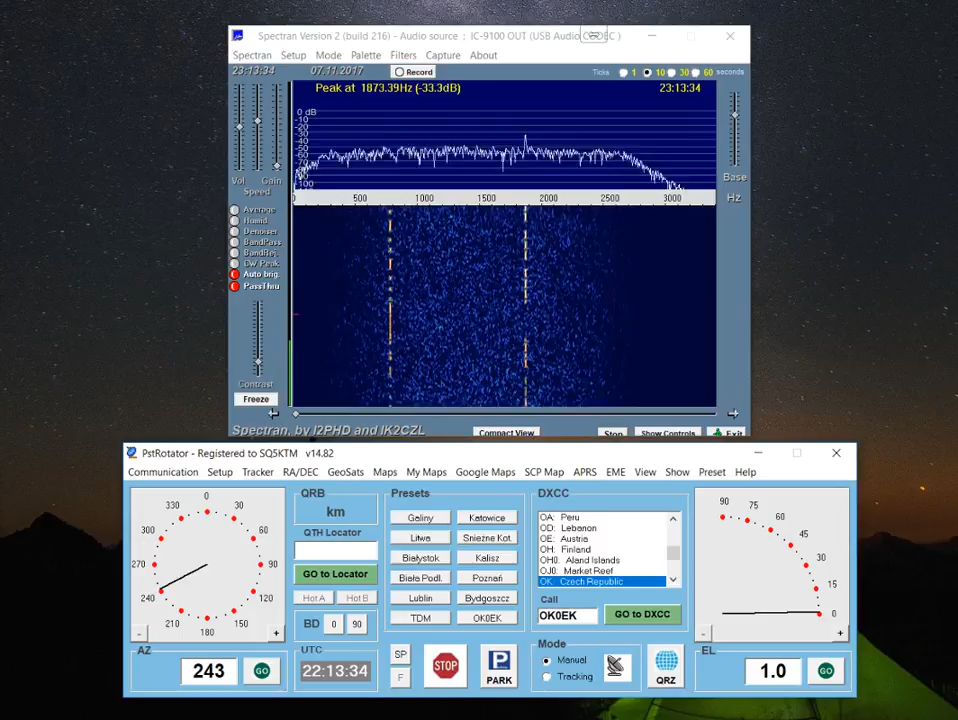 Spectran Version 2 (build 216) - Audio source : IC-9100 OUT (USB Audio CODEC )
Spectran Setup Mode Palette Filters Capture About
23:13:34 07.11.2017 Record Ticks 1 10 30 60 seconds
Peak at 1873.39Hz (-33.3dB) 23:13:34
0 dB
-10
-20
-30
-40
-50
-60
-70
-80
-90
-100
Vol Gain
Speed
Base
500 1000 1500 2000 2500 3000 Hz
Average
Humid
Denoiser
BandPass
BandRej.
CW Peak
Auto brig.
PassThru
Contrast
Freeze
Spectran, by I2PHD and IK2CZL
Compact View Stop Show Controls Exit
PstRotator - Registered to SQ5KTM v14.82
Communication Setup Tracker RA/DEC GeoSats Maps My Maps Google Maps SCP Map APRS EME View Show Preset Help
0
30
60
90
120
150
180
210
240
270
300
330
- +
AZ
243 GO
QRB
km
QTH Locator
GO to Locator
Hot A Hot B
BD 0 90
UTC
22:13:34
Presets
Galiny Katowice
Litwa Snieżne Kot.
Białystok Kalisz
Biała Podl. Poznań
Lublin Bydgoszcz
TDM OK0EK
SP
F
STOP
P
PARK
DXCC
OA: Peru
OD: Lebanon
OE: Austria
OH: Finland
OH0: Aland Islands
OJ0: Market Reef
OK: Czech Republic
Call
OK0EK GO to DXCC
Mode
Manual
Tracking
QRZ
90
75
60
45
30
15
0
- +
EL
1.0 GO